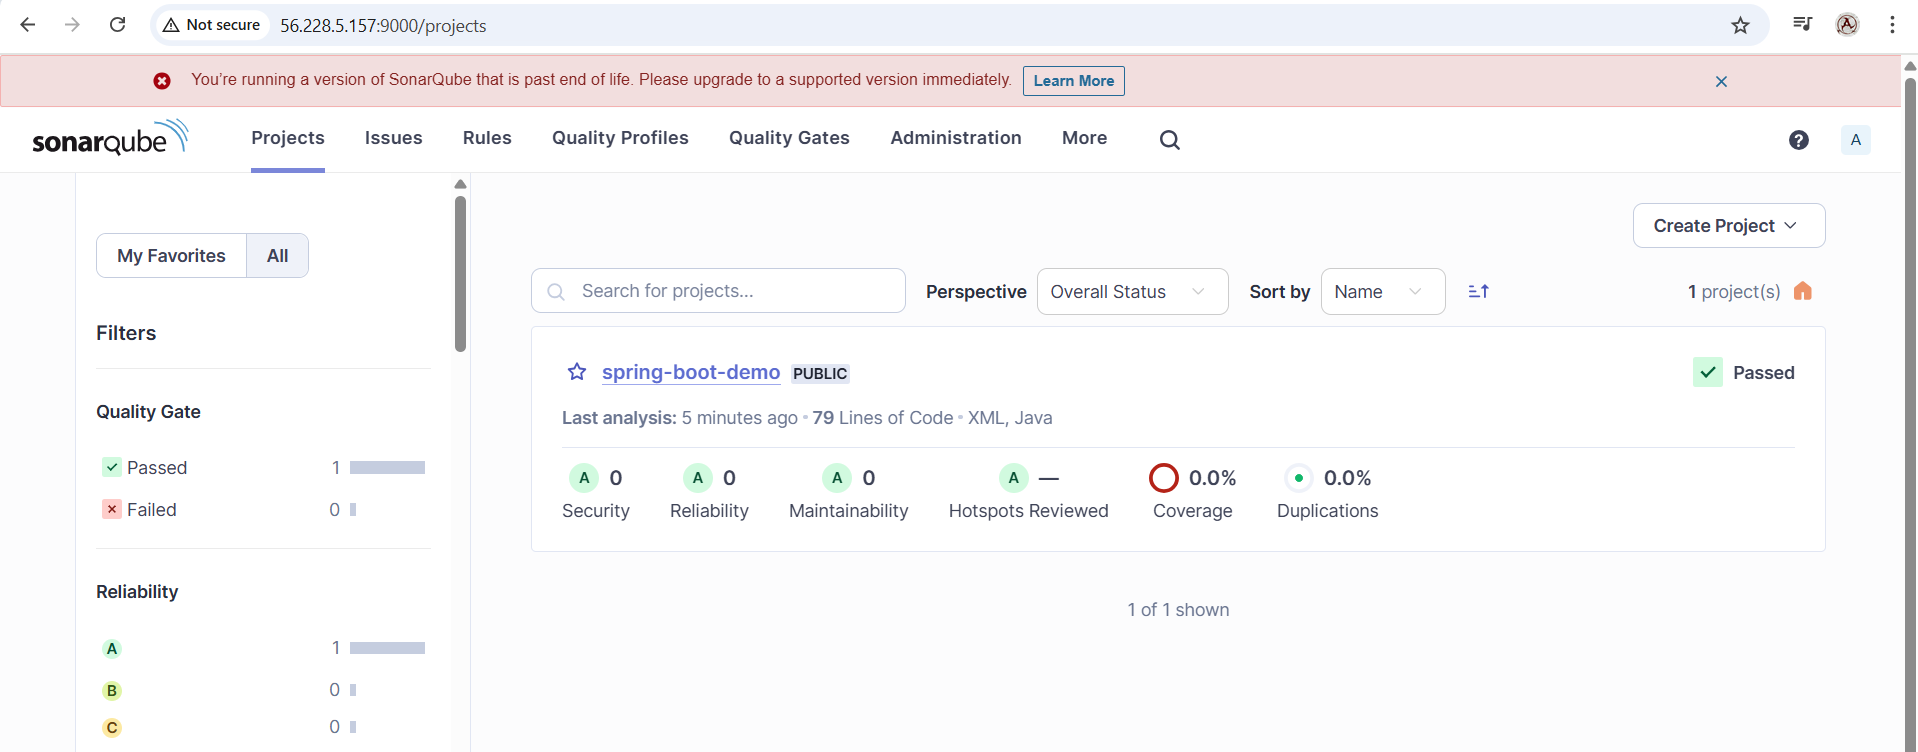 Not secure 56.228.5.157:9000/projects
You're running a version of SonarQube that is past end of life. Please upgrade to a supported version immediately. Learn More
sonarqube Projects Issues Rules Quality Profiles Quality Gates Administration More A
My Favorites All
Filters
Quality Gate
Passed 1
Failed 0
Reliability
A 1
B 0
C 0
Create Project
Search for projects... Perspective Overall Status Sort by Name 1 project(s)
spring-boot-demo PUBLIC Passed
Last analysis: 5 minutes ago • 79 Lines of Code • XML, Java
A 0 A 0 A 0 A — 0.0% 0.0%
Security Reliability Maintainability Hotspots Reviewed Coverage Duplications
1 of 1 shown